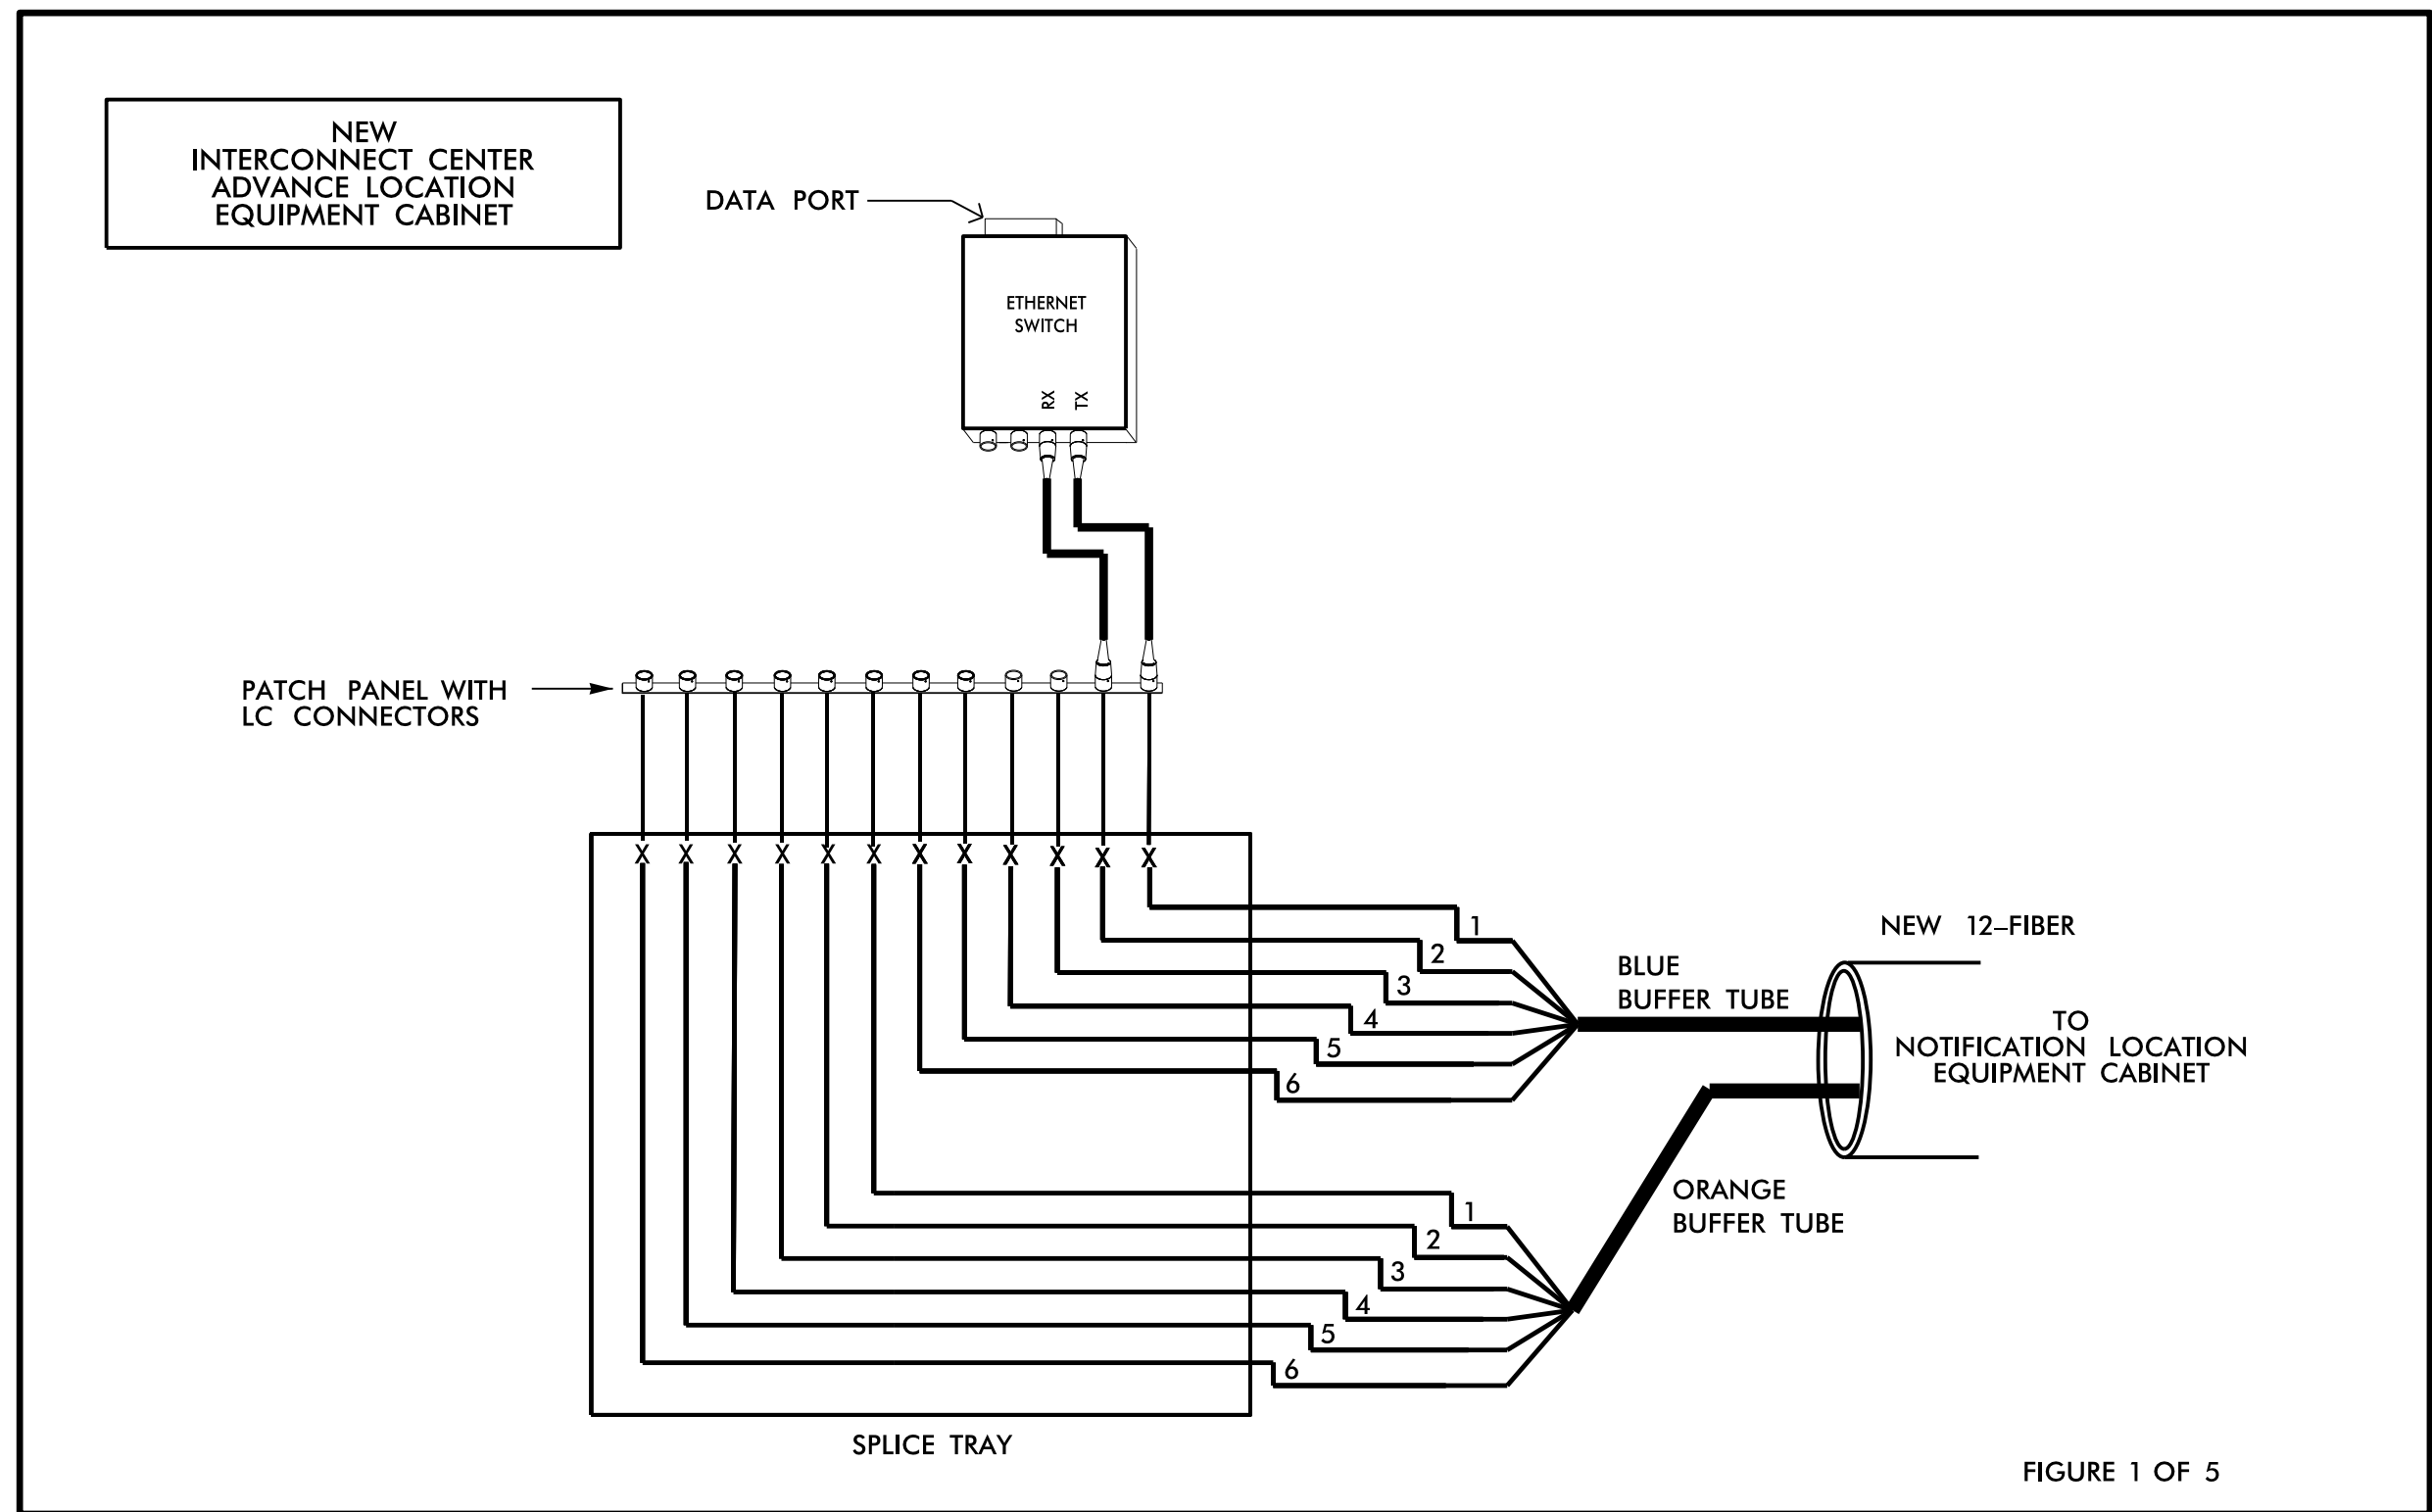 NEW
INTERCONNECT CENTER
ADVANCE LOCATION
EQUIPMENT CABINET
DATA PORT
ETHERNET
SWITCH
RX
TX
PATCH PANEL WITH
LC CONNECTORS
X X X X X X X X X X X X
1
2
3
4
5
6
BLUE
BUFFER TUBE
NEW 12–FIBER
TO
NOTIFICATION LOCATION
EQUIPMENT CABINET
ORANGE
BUFFER TUBE
1
2
3
4
5
6
SPLICE TRAY
FIGURE 1 OF 5